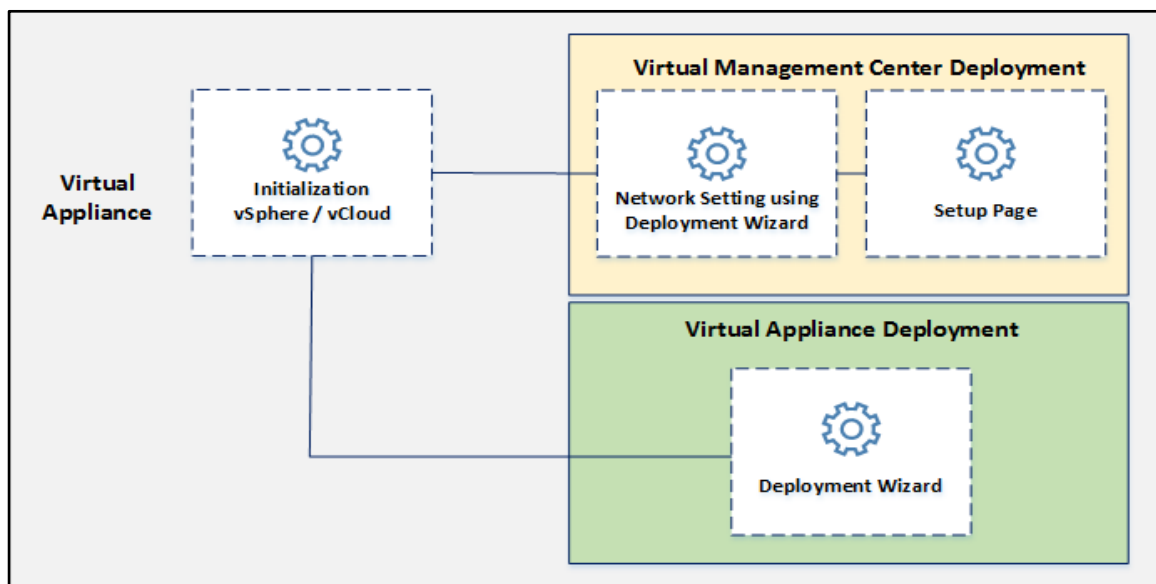 Virtual Management Center Deployment
Virtual
Appliance
Initialization
vSphere / vCloud
Network Setting using
Deployment Wizard
Setup Page
Virtual Appliance Deployment
Deployment Wizard